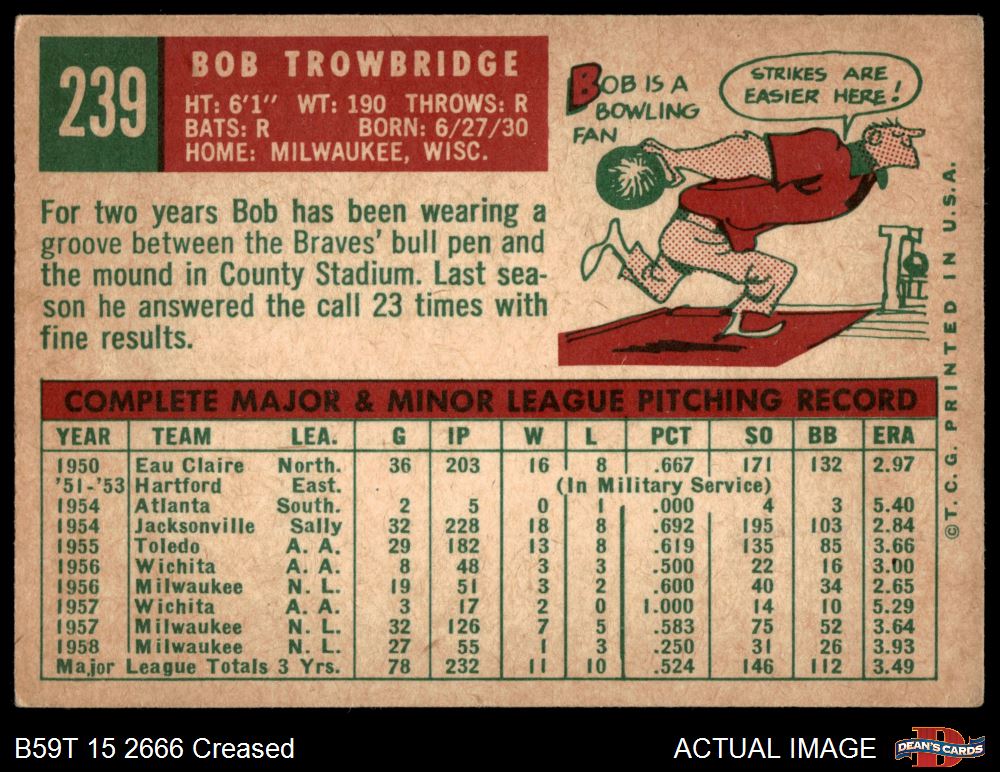 239
BOB TROWBRIDGE
HT: 6'1" WT: 190 THROWS: R
BATS: R BORN: 6/27/30
HOME: MILWAUKEE, WISC.
BOB IS A
BOWLING
FAN
STRIKES ARE
EASIER HERE!
For two years Bob has been wearing a
groove between the Braves' bull pen and
the mound in County Stadium. Last sea-
son he answered the call 23 times with
fine results.
COMPLETE MAJOR & MINOR LEAGUE PITCHING RECORD
YEAR TEAM LEA. G IP W L PCT SO BB ERA
1950 Eau Claire North. 36 203 16 8 .667 171 132 2.97
'51-'53 Hartford East. (In Military Service)
1954 Atlanta South. 2 5 0 1 .000 4 3 5.40
1954 Jacksonville Sally 32 228 18 8 .692 195 103 2.84
1955 Toledo A. A. 29 182 13 8 .619 135 85 3.66
1956 Wichita A. A. 8 48 3 3 .500 22 16 3.00
1956 Milwaukee N. L. 19 51 3 2 .600 40 34 2.65
1957 Wichita A. A. 3 17 2 0 1.000 14 10 5.29
1957 Milwaukee N. L. 32 126 7 5 .583 75 52 3.64
1958 Milwaukee N. L. 27 55 1 3 .250 31 26 3.93
Major League Totals 3 Yrs. 78 232 11 10 .524 146 112 3.49
©T.C.G. PRINTED IN U.S.A.
B59T 15 2666 Creased
ACTUAL IMAGE
DEAN'S CARDS